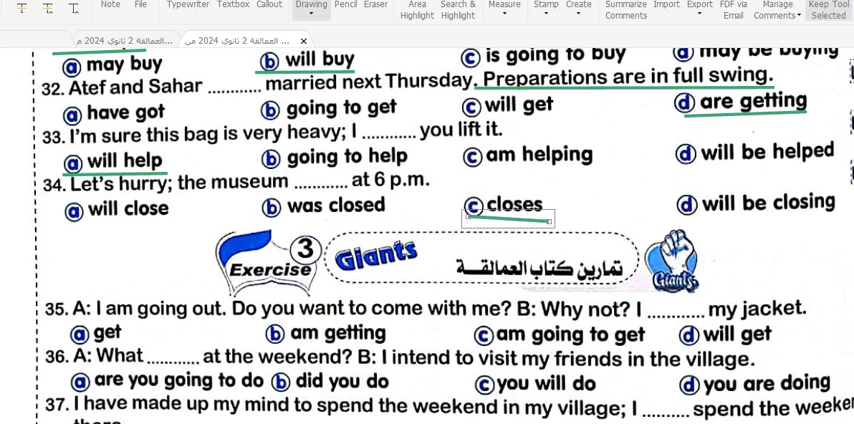 Note File Typewriter Textbox Callout Drawing Pencil Eraser Area Highlight Search & Highlight Measure Stamp Create Summarize Comments Import Export FDF via Email Manage Comments Keep Tool Selected
العمالقة 2 ثانوي 2024 م... العمالقة 2 ثانوي 2024 من ...
ⓐ may buy ⓑ will buy ⓒ is going to buy ⓓ may be buying
32. Atef and Sahar ........... married next Thursday. Preparations are in full swing.
ⓐ have got ⓑ going to get ⓒ will get ⓓ are getting
33. I'm sure this bag is very heavy; I ........... you lift it.
ⓐ will help ⓑ going to help ⓒ am helping ⓓ will be helped
34. Let's hurry; the museum ........... at 6 p.m.
ⓐ will close ⓑ was closed ⓒ closes ⓓ will be closing
Exercise 3 Giants تمارين كتاب العمالقة Giants
35. A: I am going out. Do you want to come with me? B: Why not? I ........... my jacket.
ⓐ get ⓑ am getting ⓒ am going to get ⓓ will get
36. A: What .......... at the weekend? B: I intend to visit my friends in the village.
ⓐ are you going to do ⓑ did you do ⓒ you will do ⓓ you are doing
37. I have made up my mind to spend the weekend in my village; I .......... spend the